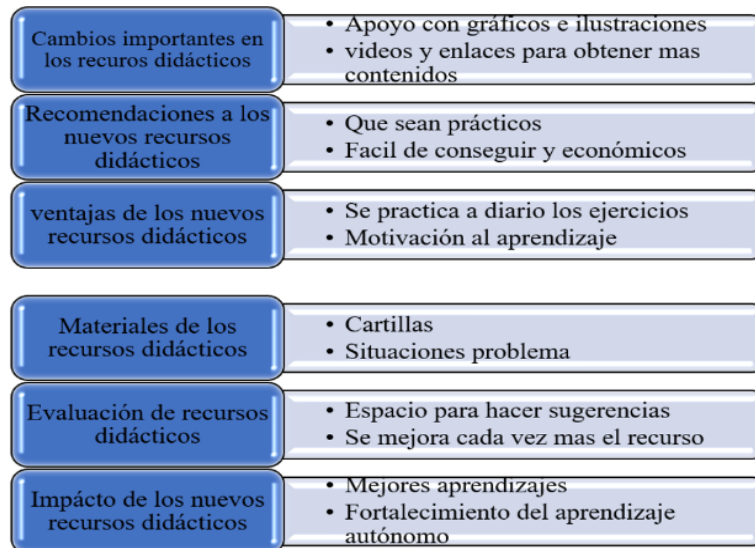 Cambios importantes en
los recuros didácticos
• Apoyo con gráficos e ilustraciones
• videos y enlaces para obtener mas
contenidos
Recomendaciones a los
nuevos recursos
didácticos
• Que sean prácticos
• Facil de conseguir y económicos
ventajas de los nuevos
recursos didácticos
• Se practica a diario los ejercicios
• Motivación al aprendizaje
Materiales de los
recursos didácticos
• Cartillas
• Situaciones problema
Evaluación de recursos
didácticos
• Espacio para hacer sugerencias
• Se mejora cada vez mas el recurso
Impácto de los nuevos
recursos didácticos
• Mejores aprendizajes
• Fortalecimiento del aprendizaje
autónomo